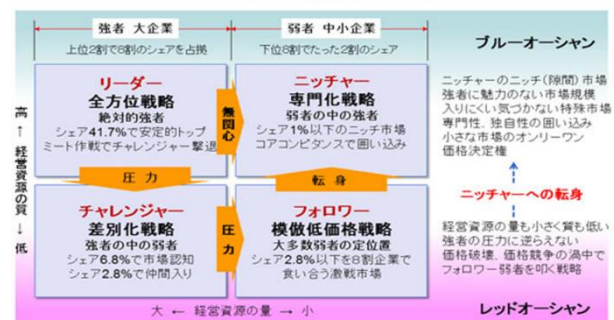 強者 大企業
弱者 中小企業
上位2割で8割のシェアを占拠
下位8割でたった2割のシェア
リーダー
全方位戦略
絶対的強者
シェア41.7%で安定的トップ
ミート作戦でチャレンジャー撃退
無関心
ニッチャー
専門化戦略
弱者の中の強者
シェア1%以下のニッチ市場
コアコンピタンスで囲い込み
圧力
転身
チャレンジャー
差別化戦略
強者の中の弱者
シェア6.8%で市場認知
シェア2.8%で仲間入り
圧力
フォロワー
模倣低価格戦略
大多数弱者の定位置
シェア2.8%以下を8割企業で
食い合う激戦市場
高 ← 経営資源の質 → 低
大 ← 経営資源の量 → 小
ブルーオーシャン
ニッチャーのニッチ(隙間)市場
強者に魅力のない市場規模
入りにくい気づかない特殊市場
専門性、独自性の囲い込み
小さな市場のオンリーワン
価格決定権
ニッチャーへの転身
経営資源の量も小さく質も低い
強者の圧力に逆らえない
価格破壊、価格競争の渦中で
フォロワー弱者を叩く戦略
レッドオーシャン